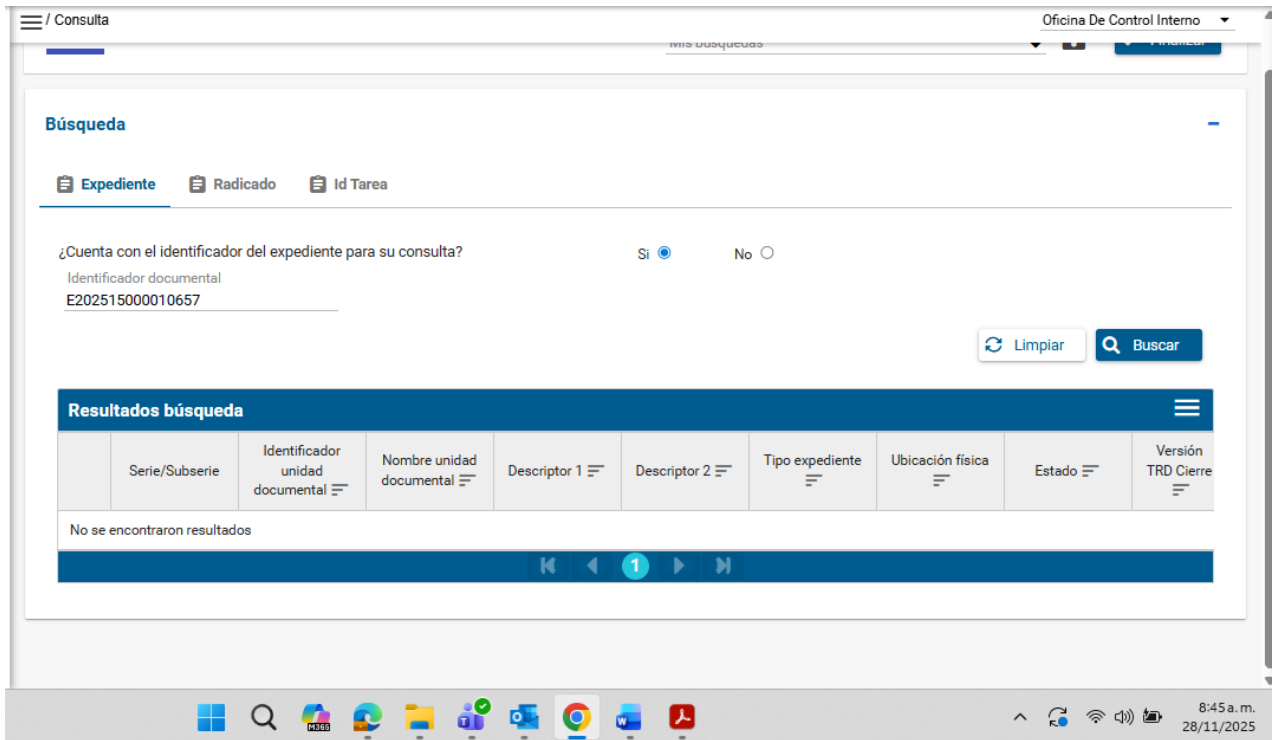 / Consulta
Oficina De Control Interno
Mis búsquedas
Finalizar
Búsqueda
Expediente
Radicado
Id Tarea
¿Cuenta con el identificador del expediente para su consulta?
Si
No
Identificador documental
E202515000010657
Limpiar
Buscar
Resultados búsqueda
Serie/Subserie
Identificador
unidad
documental
Nombre unidad
documental
Descriptor 1
Descriptor 2
Tipo expediente
Ubicación física
Estado
Versión
TRD Cierre
No se encontraron resultados
1
M365
8:45 a. m.
28/11/2025